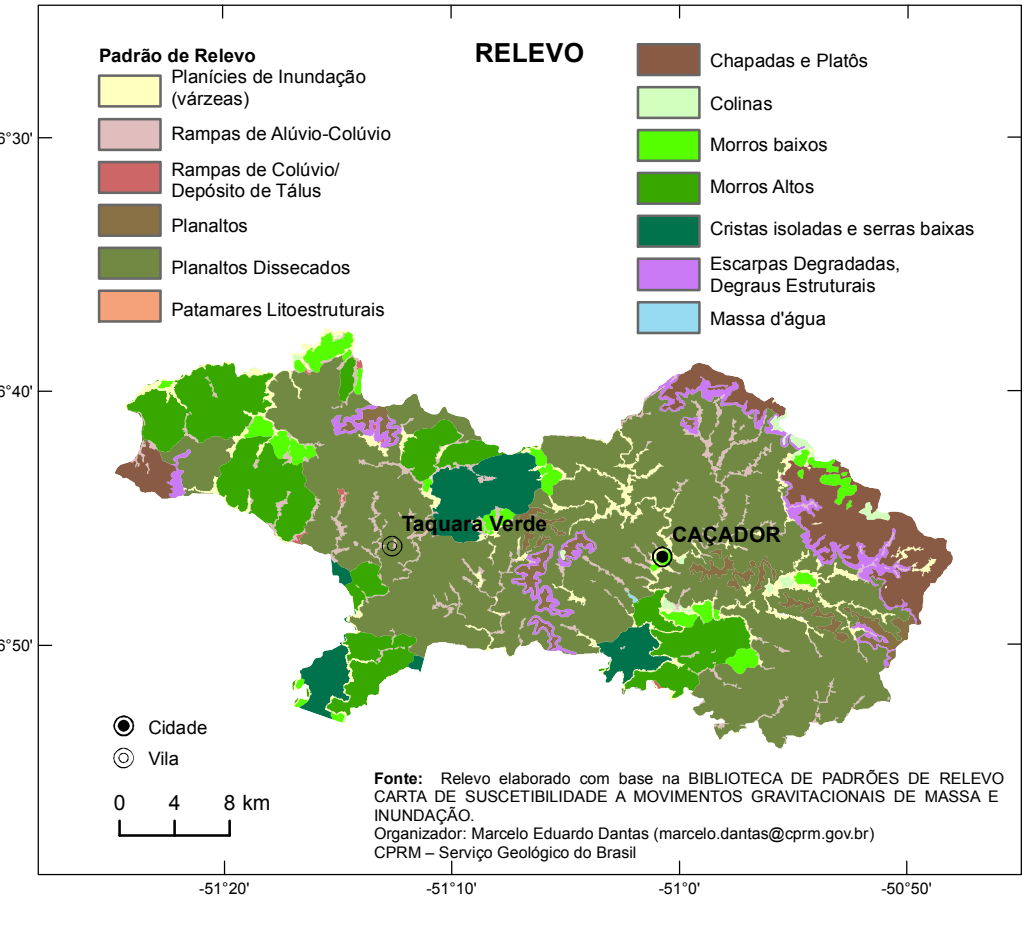 RELEVO
Padrão de Relevo
Planícies de Inundação
(várzeas)
Rampas de Alúvio-Colúvio
Rampas de Colúvio/
Depósito de Tálus
Planaltos
Planaltos Dissecados
Patamares Litoestruturais
Chapadas e Platôs
Colinas
Morros baixos
Morros Altos
Cristas isoladas e serras baixas
Escarpas Degradadas,
Degraus Estruturais
Massa d'água
6°30'
6°40'
6°50'
Taquara Verde
CAÇADOR
Cidade
Vila
0 4 8 km
Fonte: Relevo elaborado com base na BIBLIOTECA DE PADRÕES DE RELEVO
CARTA DE SUSCETIBILIDADE A MOVIMENTOS GRAVITACIONAIS DE MASSA E
INUNDAÇÃO.
Organizador: Marcelo Eduardo Dantas (marcelo.dantas@cprm.gov.br)
CPRM – Serviço Geológico do Brasil
-51°20' -51°10' -51°0' -50°50'